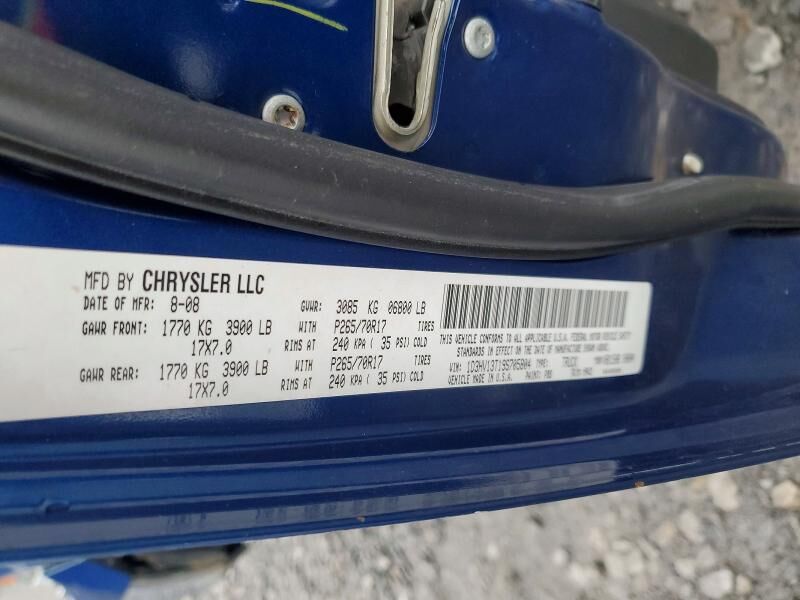 MFD BY CHRYSLER LLC
DATE OF MFR: 8-08 GVWR: 3085 KG 06800 LB
GAWR FRONT: 1770 KG 3900 LB WITH P265/70R17 TIRES
17X7.0 RIMS AT 240 KPA ( 35 PSI) COLD
GAWR REAR: 1770 KG 3900 LB WITH P265/70R17 TIRES
17X7.0 RIMS AT 240 KPA ( 35 PSI) COLD
THIS VEHICLE CONFORMS TO ALL APPLICABLE U.S.A. FEDERAL MOTOR VEHICLE SAFETY
STANDARDS IN EFFECT ON THE DATE OF MANUFACTURE SHOWN ABOVE.
VIN: 1D3HV13T19S705804 TYPE: TRUCK
VEHICLE MADE IN U.S.A. PAINT: PB5